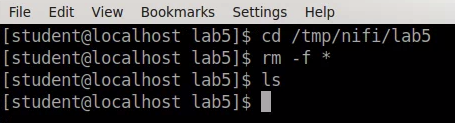 File Edit View Bookmarks Settings Help
[student@localhost lab5]$ cd /tmp/nifi/lab5
[student@localhost lab5]$ rm -f *
[student@localhost lab5]$ ls
[student@localhost lab5]$